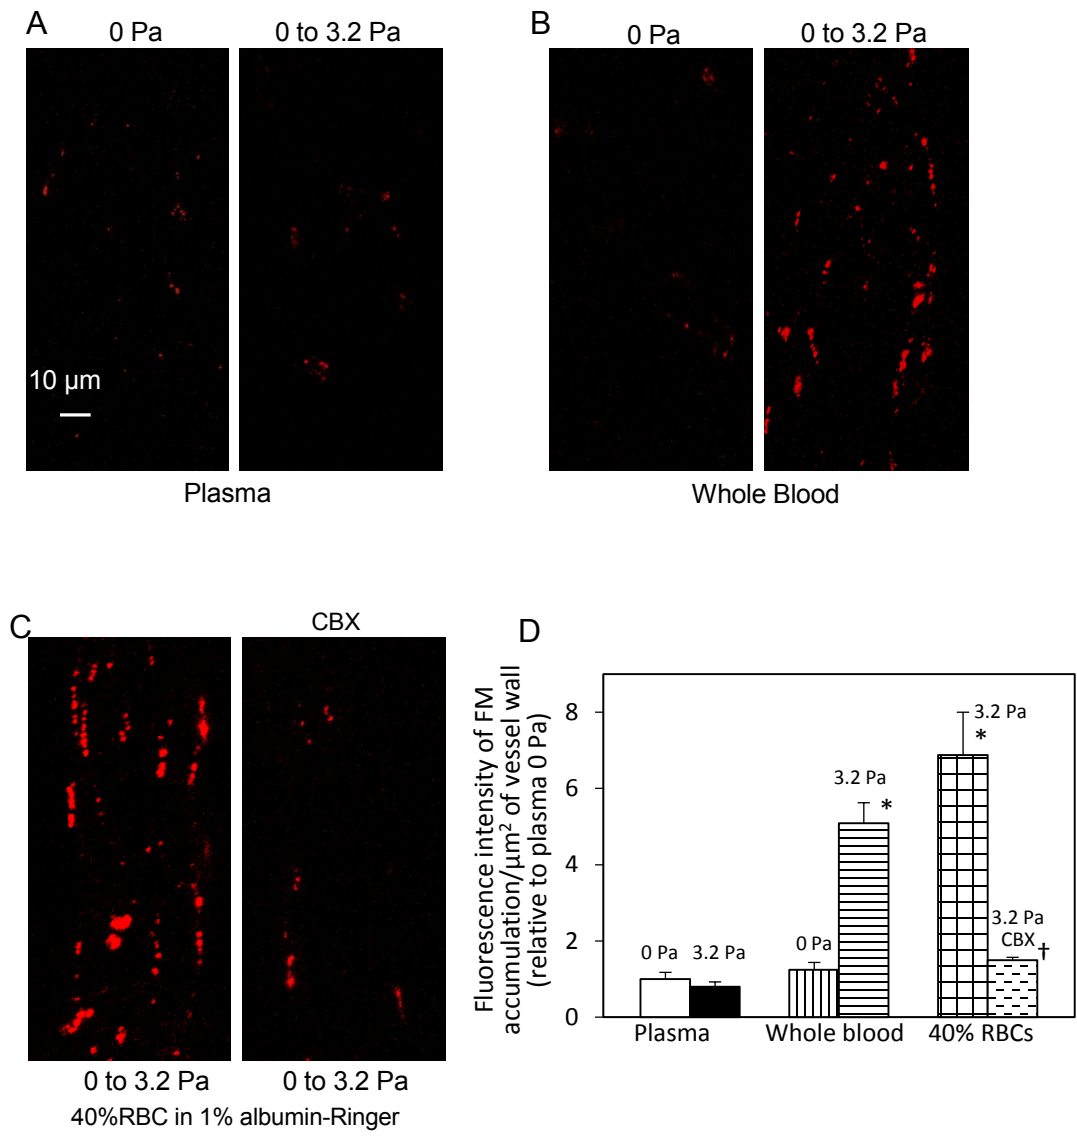 A
0 Pa
0 to 3.2 Pa
10 µm
Plasma
B
0 Pa
0 to 3.2 Pa
Whole Blood
C
CBX
0 to 3.2 Pa
0 to 3.2 Pa
40%RBC in 1% albumin-Ringer
D
Fluorescence intensity of FM
accumulation/µm² of vessel wall
(relative to plasma 0 Pa)
8
6
4
2
0
0 Pa
3.2 Pa
0 Pa
3.2 Pa
*
3.2 Pa
*
3.2 Pa
CBX †
Plasma
Whole blood
40% RBCs